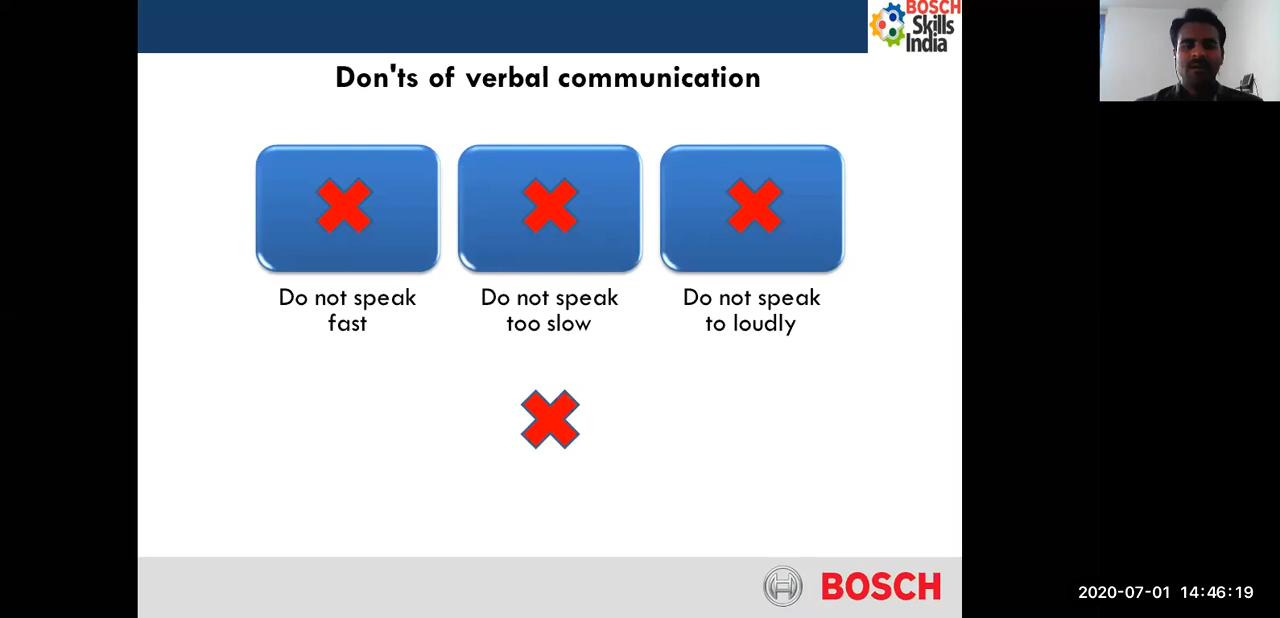 BOSCH
Skills
India
Don'ts of verbal communication
Do not speak
fast
Do not speak
too slow
Do not speak
to loudly
BOSCH
2020-07-01 14:46:19